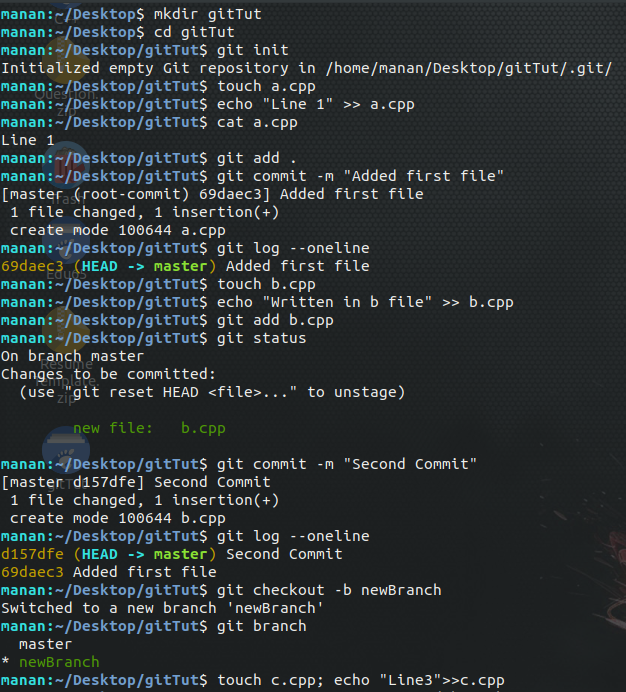 manan:~/Desktop$ mkdir gitTut
manan:~/Desktop$ cd gitTut
manan:~/Desktop/gitTut$ git init
Initialized empty Git repository in /home/manan/Desktop/gitTut/.git/
manan:~/Desktop/gitTut$ touch a.cpp
manan:~/Desktop/gitTut$ echo "Line 1" >> a.cpp
manan:~/Desktop/gitTut$ cat a.cpp
Line 1
manan:~/Desktop/gitTut$ git add .
manan:~/Desktop/gitTut$ git commit -m "Added first file"
[master (root-commit) 69daec3] Added first file
 1 file changed, 1 insertion(+)
 create mode 100644 a.cpp
manan:~/Desktop/gitTut$ git log --oneline
69daec3 (HEAD -> master) Added first file
manan:~/Desktop/gitTut$ touch b.cpp
manan:~/Desktop/gitTut$ echo "Written in b file" >> b.cpp
manan:~/Desktop/gitTut$ git add b.cpp
manan:~/Desktop/gitTut$ git status
On branch master
Changes to be committed:
  (use "git reset HEAD <file>..." to unstage)
        new file:   b.cpp
manan:~/Desktop/gitTut$ git commit -m "Second Commit"
[master d157dfe] Second Commit
 1 file changed, 1 insertion(+)
 create mode 100644 b.cpp
manan:~/Desktop/gitTut$ git log --oneline
d157dfe (HEAD -> master) Second Commit
69daec3 Added first file
manan:~/Desktop/gitTut$ git checkout -b newBranch
Switched to a new branch 'newBranch'
manan:~/Desktop/gitTut$ git branch
  master
* newBranch
manan:~/Desktop/gitTut$ touch c.cpp; echo "Line3">>c.cpp